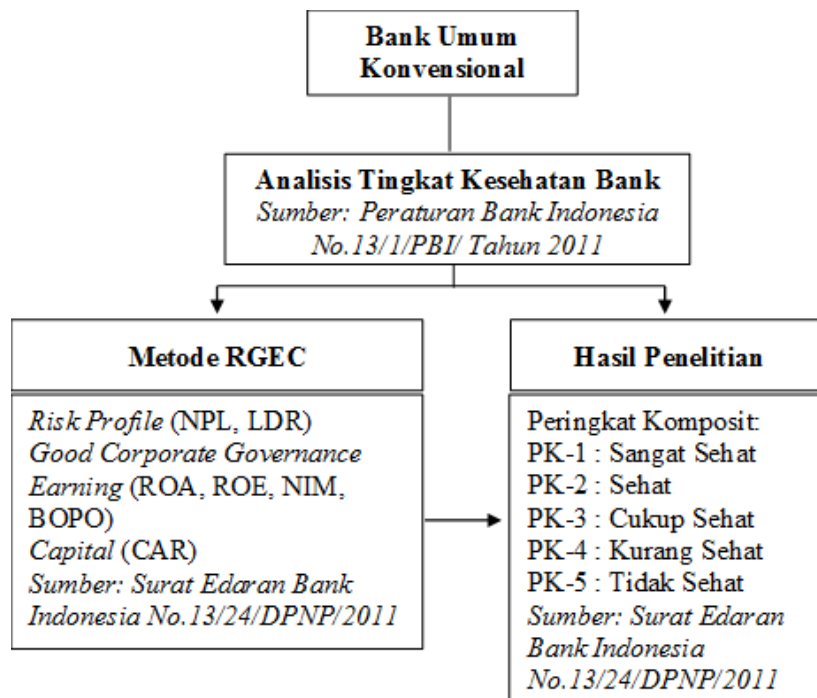 Bank Umum
Konvensional
Analisis Tingkat Kesehatan Bank
Sumber: Peraturan Bank Indonesia
No.13/1/PBI/ Tahun 2011
Metode RGEC
Risk Profile (NPL, LDR)
Good Corporate Governance
Earning (ROA, ROE, NIM,
BOPO)
Capital (CAR)
Sumber: Surat Edaran Bank
Indonesia No.13/24/DPNP/2011
Hasil Penelitian
Peringkat Komposit:
PK-1 : Sangat Sehat
PK-2 : Sehat
PK-3 : Cukup Sehat
PK-4 : Kurang Sehat
PK-5 : Tidak Sehat
Sumber: Surat Edaran
Bank Indonesia
No.13/24/DPNP/2011